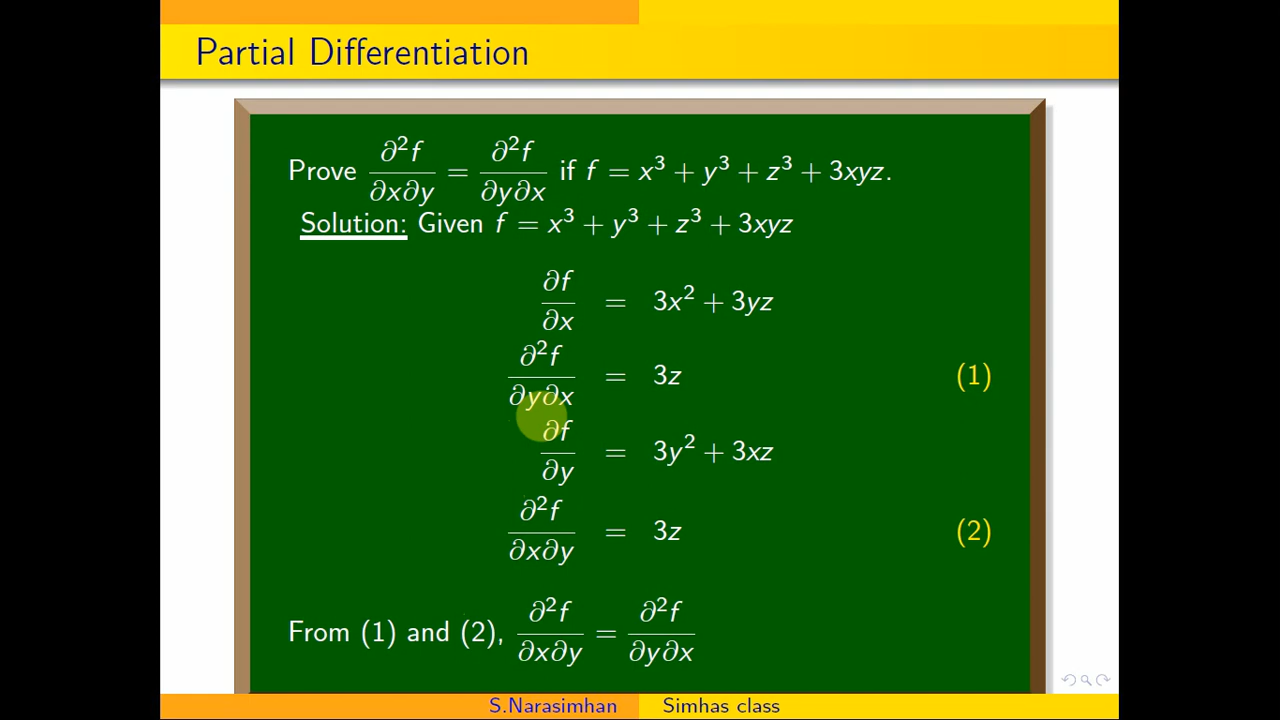 Partial Differentiation
Prove ∂²f/∂x∂y = ∂²f/∂y∂x if f = x³ + y³ + z³ + 3xyz.
Solution: Given f = x³ + y³ + z³ + 3xyz
∂f/∂x = 3x² + 3yz
∂²f/∂y∂x = 3z (1)
∂f/∂y = 3y² + 3xz
∂²f/∂x∂y = 3z (2)
From (1) and (2), ∂²f/∂x∂y = ∂²f/∂y∂x
S.Narasimhan Simhas class